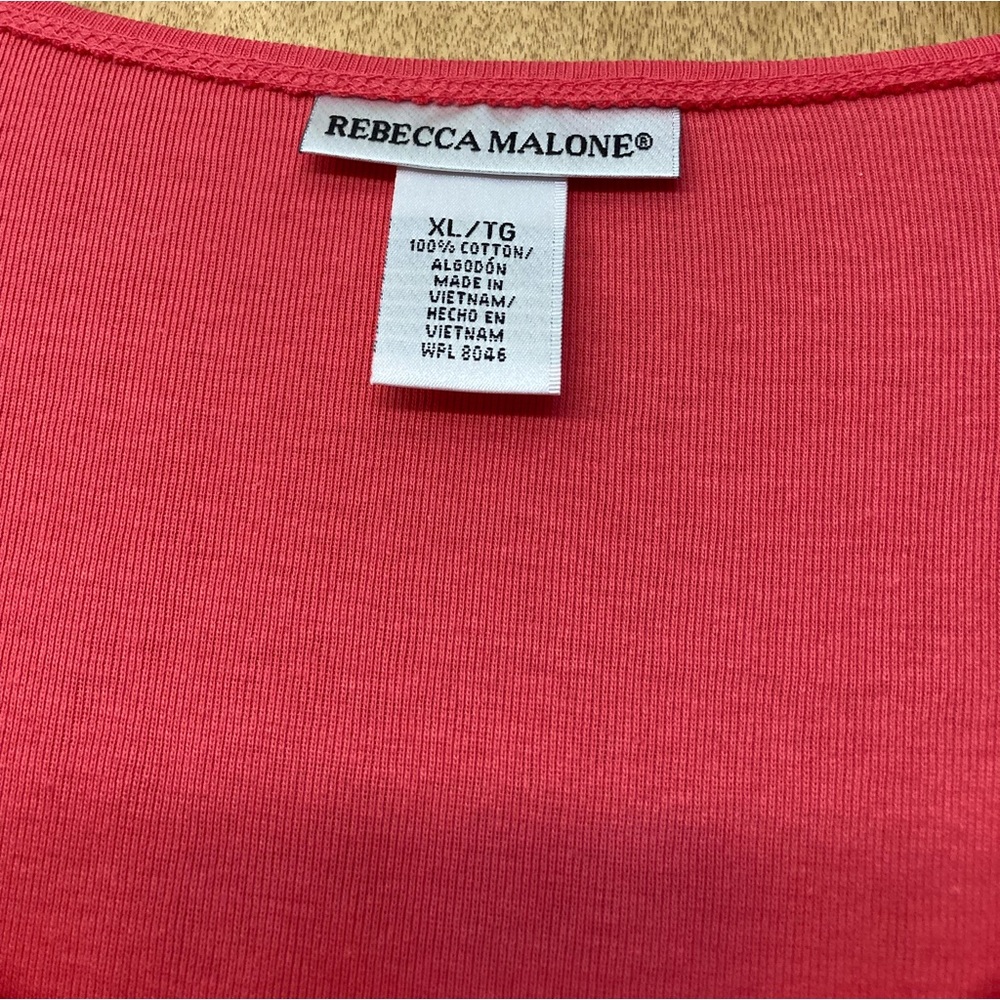 REBECCA MALONE®
XL/TG
100% COTTON/
ALGODÓN
MADE IN
VIETNAM/
HECHO EN
VIETNAM
WPL 8046